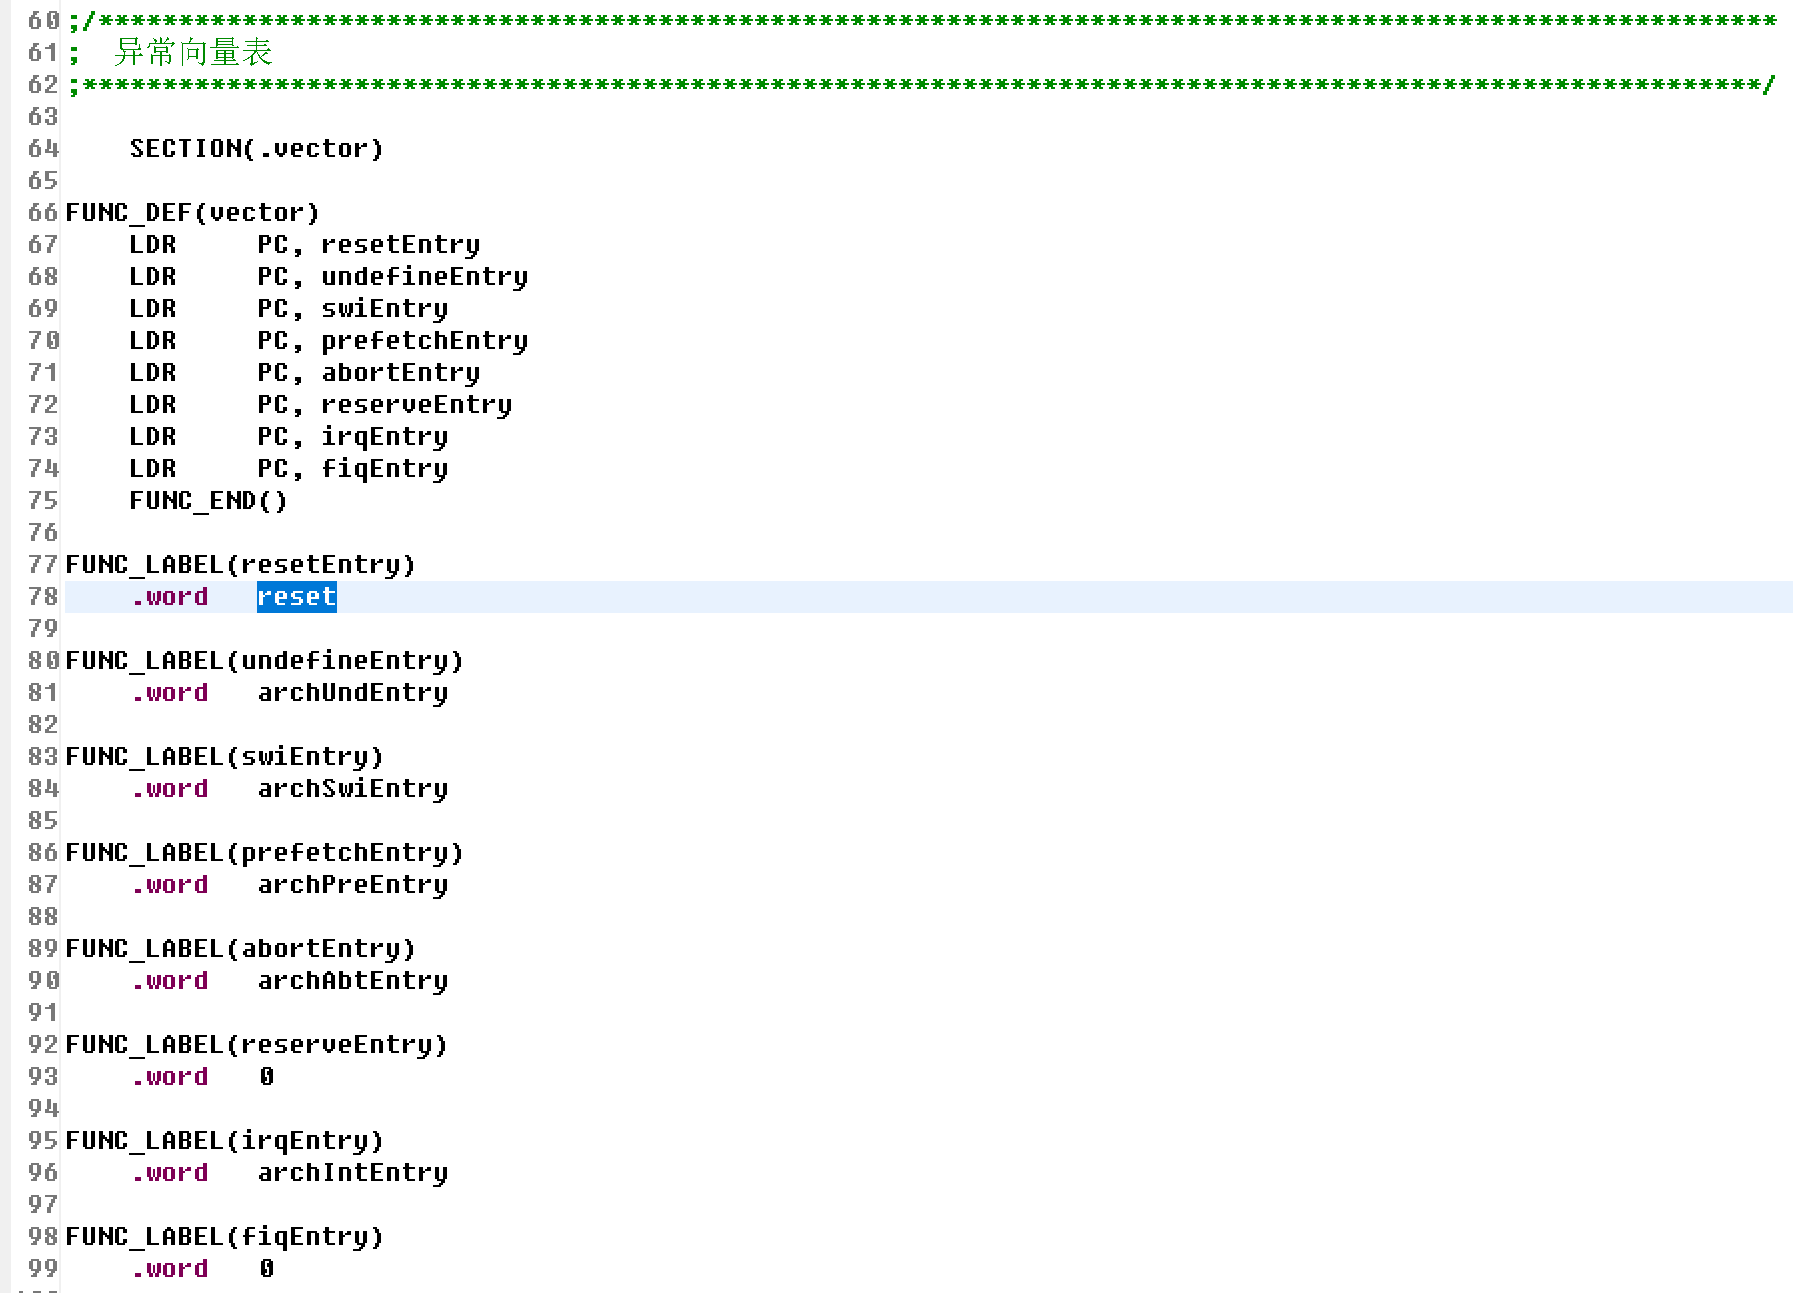 60 ;/*********************************************************************************************************
61 ;  异常向量表
62 ;*********************************************************************************************************/
63
64     SECTION(.vector)
65
66 FUNC_DEF(vector)
67     LDR     PC, resetEntry
68     LDR     PC, undefineEntry
69     LDR     PC, swiEntry
70     LDR     PC, prefetchEntry
71     LDR     PC, abortEntry
72     LDR     PC, reserveEntry
73     LDR     PC, irqEntry
74     LDR     PC, fiqEntry
75     FUNC_END()
76
77 FUNC_LABEL(resetEntry)
78     .word   reset
79
80 FUNC_LABEL(undefineEntry)
81     .word   archUndEntry
82
83 FUNC_LABEL(swiEntry)
84     .word   archSwiEntry
85
86 FUNC_LABEL(prefetchEntry)
87     .word   archPreEntry
88
89 FUNC_LABEL(abortEntry)
90     .word   archAbtEntry
91
92 FUNC_LABEL(reserveEntry)
93     .word   0
94
95 FUNC_LABEL(irqEntry)
96     .word   archIntEntry
97
98 FUNC_LABEL(fiqEntry)
99     .word   0